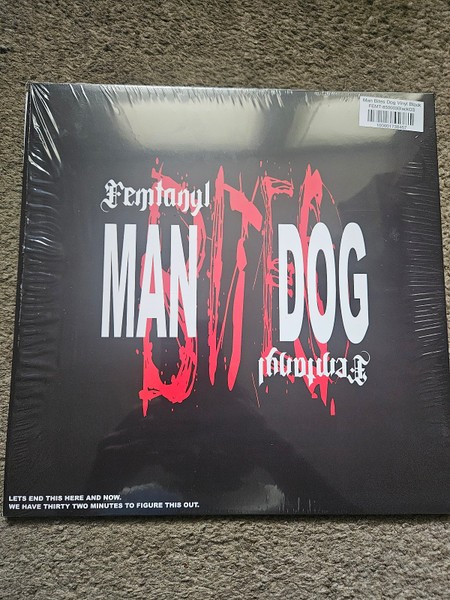 Man Bites Dog Vinyl Black
Femtanyl
BITES
MAN DOG
Femtanyl
LETS END THIS HERE AND NOW.
WE HAVE THIRTY TWO MINUTES TO FIGURE THIS OUT.